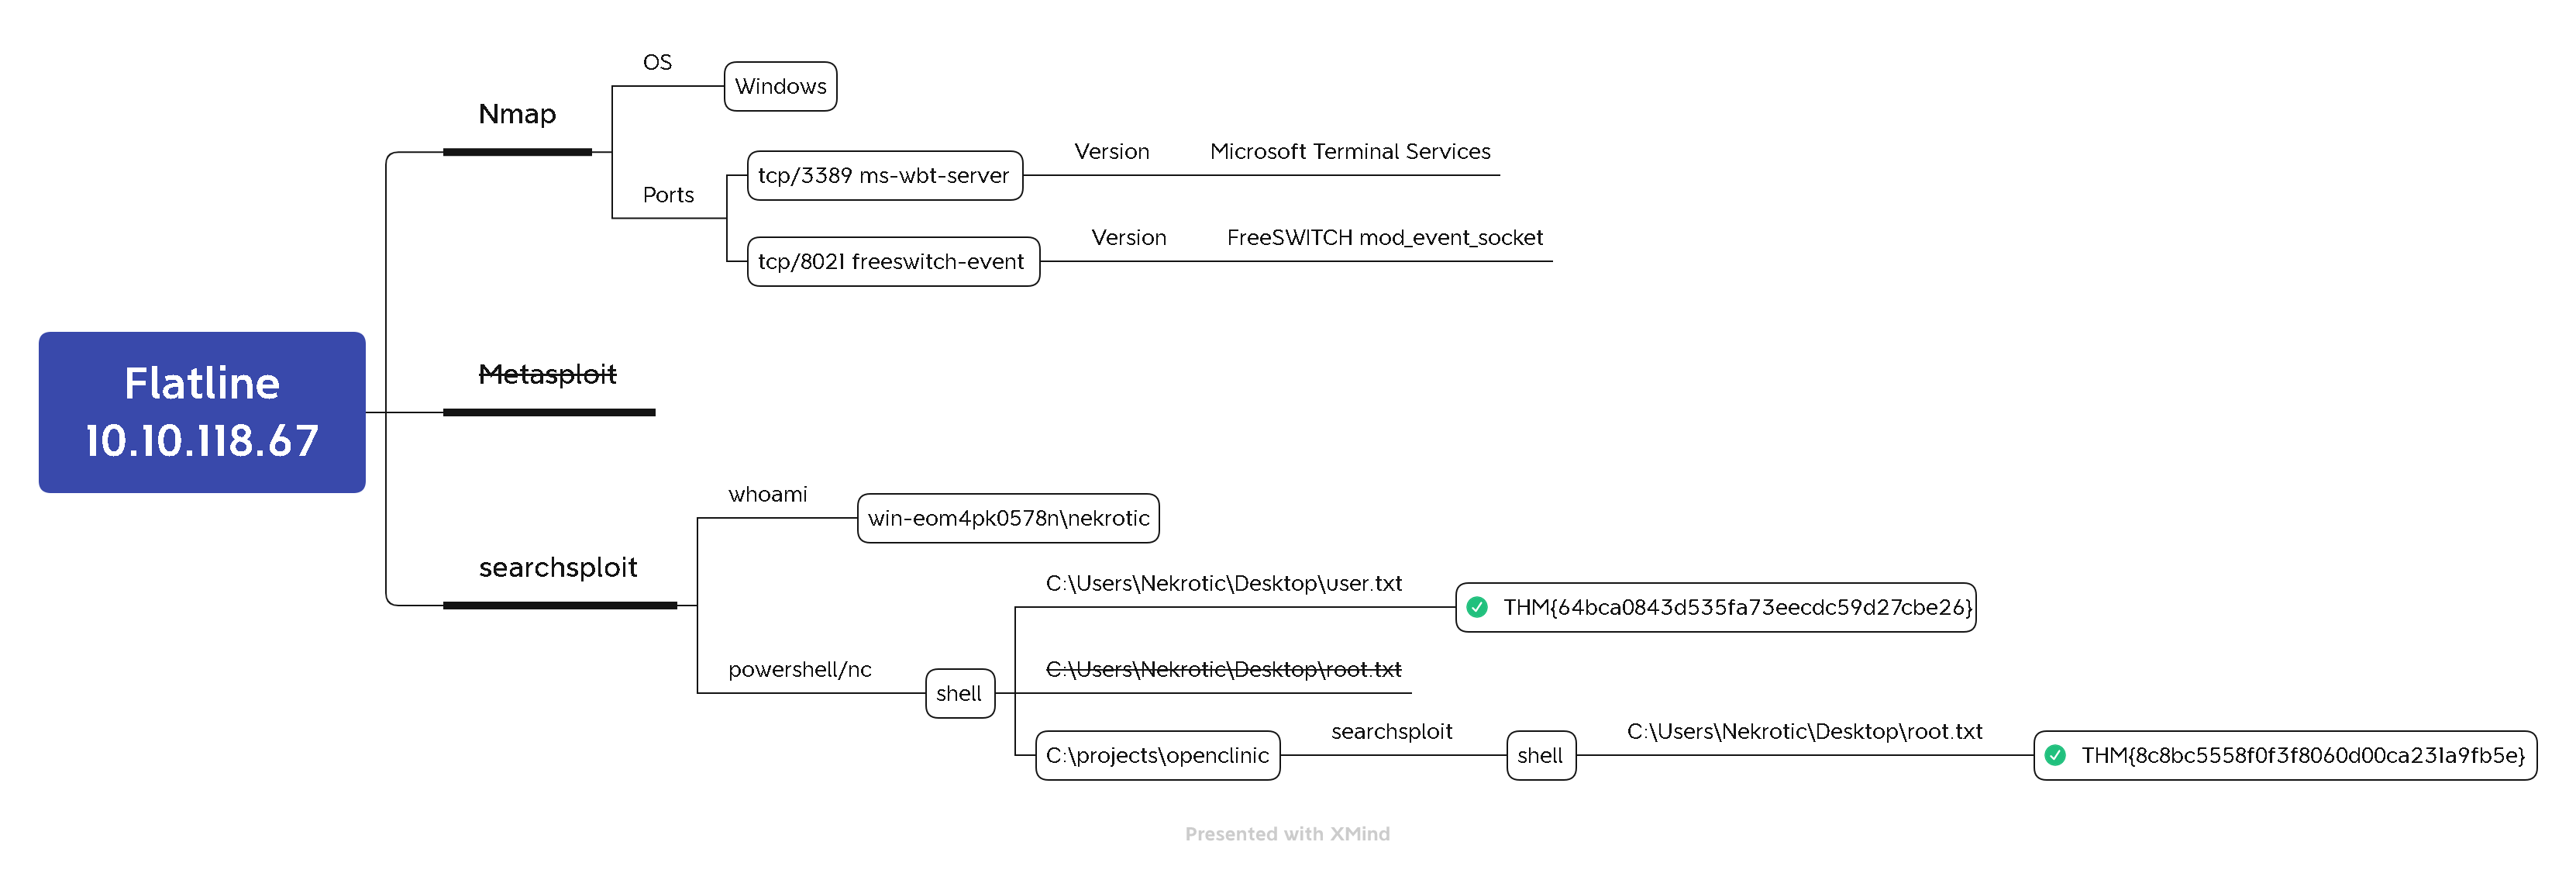 OS
Windows
Nmap
Version
Microsoft Terminal Services
tcp/3389 ms-wbt-server
Ports
Version
FreeSWITCH mod_event_socket
tcp/8021 freeswitch-event
Flatline
10.10.118.67
Metasploit
whoami
win-eom4pk0578n\nekrotic
searchsploit
C:\Users\Nekrotic\Desktop\user.txt
THM{64bca0843d535fa73eecdc59d27cbe26}
powershell/nc
shell
C:\Users\Nekrotic\Desktop\root.txt
C:\projects\openclinic
searchsploit
shell
C:\Users\Nekrotic\Desktop\root.txt
THM{8c8bc5558f0f3f8060d00ca231a9fb5e}
Presented with XMind